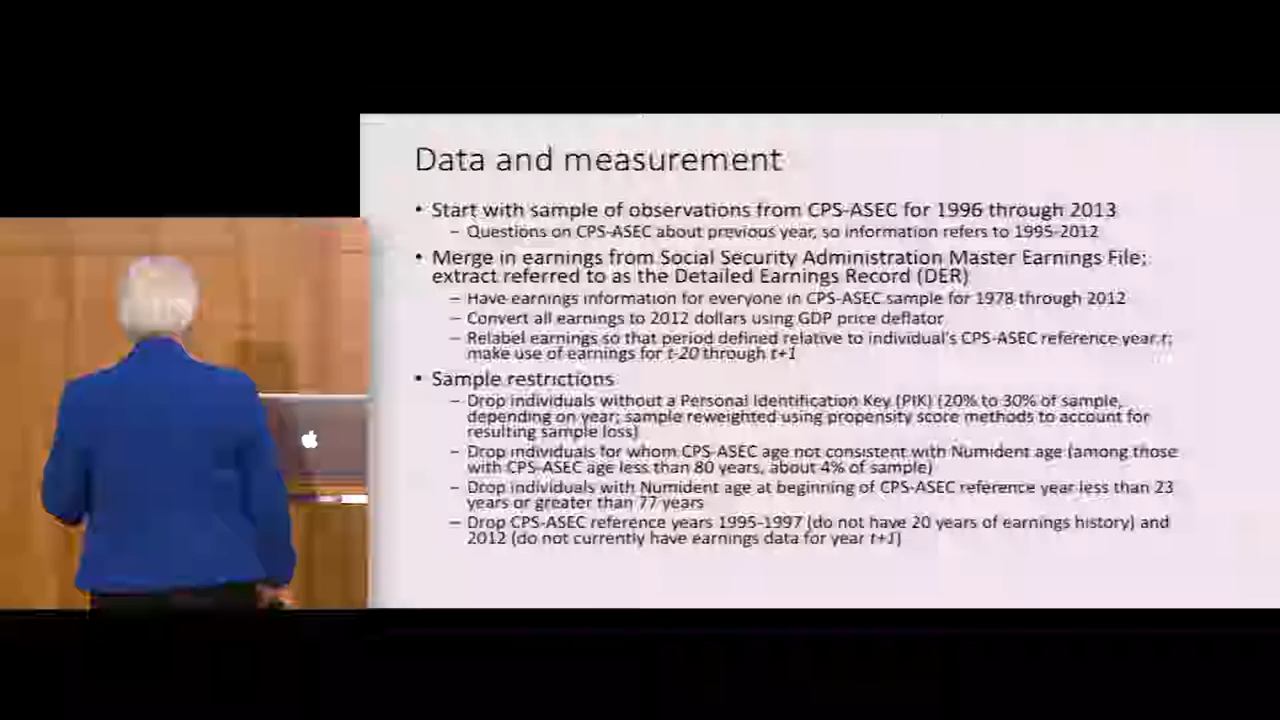 Data and measurement
• Start with sample of observations from CPS-ASEC for 1996 through 2013
– Questions on CPS-ASEC about previous year, so information refers to 1995-2012
• Merge in earnings from Social Security Administration Master Earnings File;
extract referred to as the Detailed Earnings Record (DER)
– Have earnings information for everyone in CPS-ASEC sample for 1978 through 2012
– Convert all earnings to 2012 dollars using GDP price deflator
– Relabel earnings so that period defined relative to individual's CPS-ASEC reference year t;
make use of earnings for t-20 through t+1
• Sample restrictions
– Drop individuals without a Personal Identification Key (PIK) (20% to 30% of sample,
depending on year; sample reweighted using propensity score methods to account for
resulting sample loss)
– Drop individuals for whom CPS-ASEC age not consistent with Numident age (among those
with CPS-ASEC age less than 80 years, about 4% of sample)
– Drop individuals with Numident age at beginning of CPS-ASEC reference year less than 23
years or greater than 77 years
– Drop CPS-ASEC reference years 1995-1997 (do not have 20 years of earnings history) and
2012 (do not currently have earnings data for year t+1)